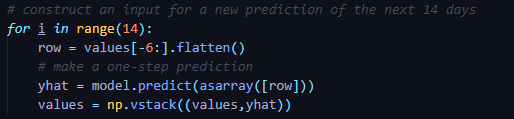 # construct an input for a new prediction of the next 14 days
for i in range(14):
    row = values[-6:].flatten()
    # make a one-step prediction
    yhat = model.predict(asarray([row]))
    values = np.vstack((values,yhat))